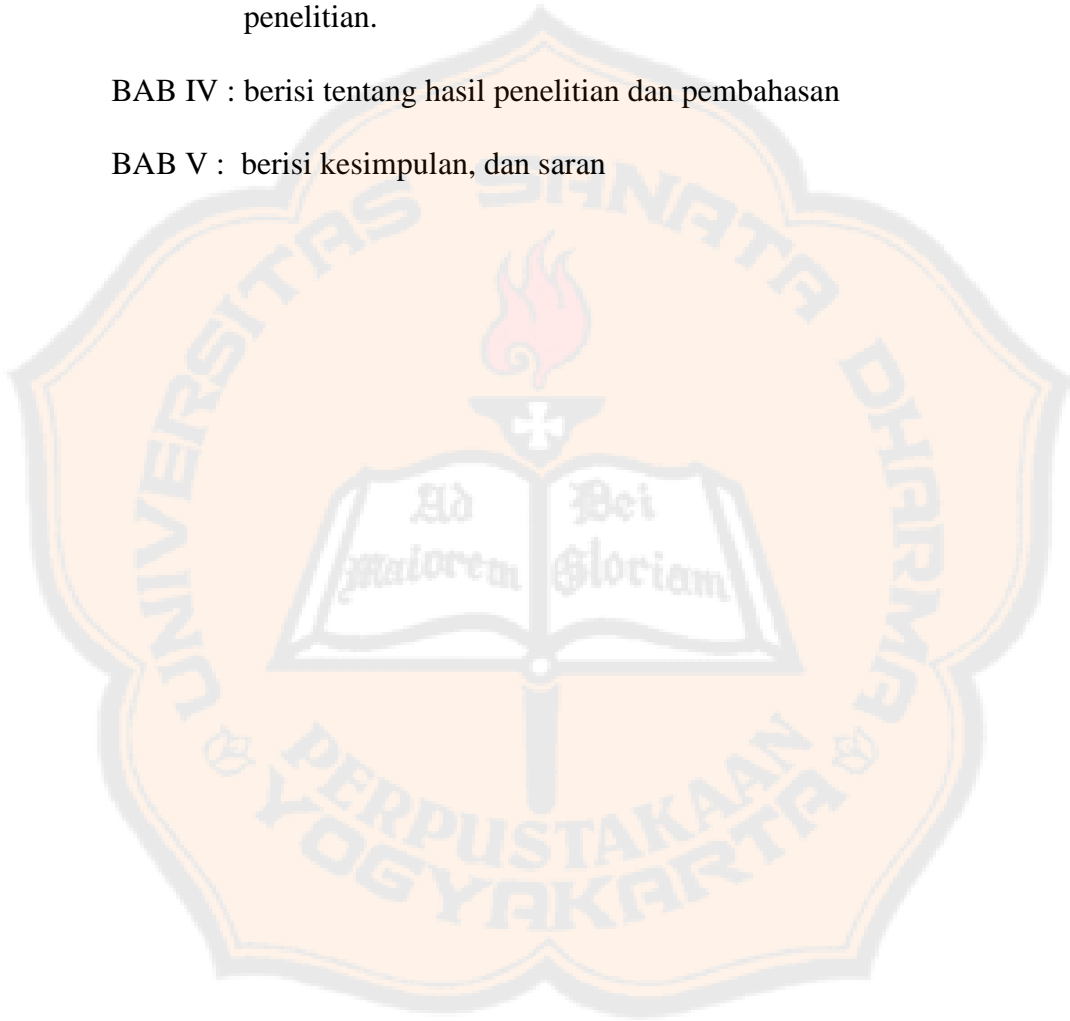 penelitian.
BAB IV : berisi tentang hasil penelitian dan pembahasan
BAB V : berisi kesimpulan, dan saran
UNIVERSITAS SANATA DHARMA
Ad Dei
Maiorem Gloriam
PERPUSTAKAAN
YOGYAKARTA